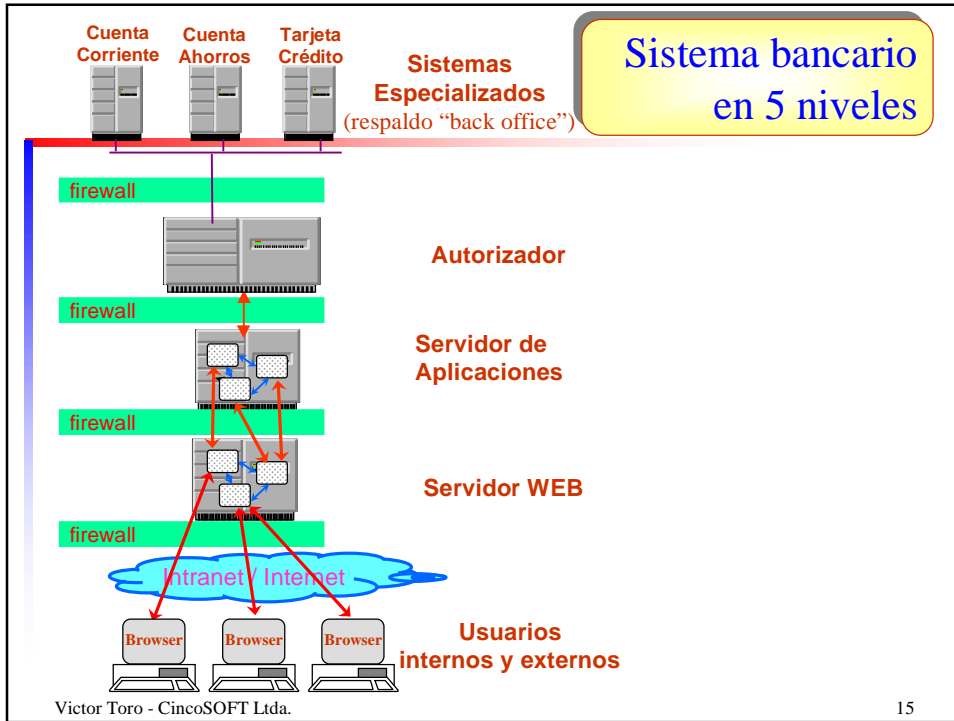 Sistema bancario
en 5 niveles
Cuenta
Corriente
Cuenta
Ahorros
Tarjeta
Crédito
Sistemas
Especializados
(respaldo “back office”)
firewall
Autorizador
firewall
Servidor de
Aplicaciones
firewall
Servidor WEB
firewall
Intranet / Internet
Browser
Browser
Browser
Usuarios
internos y externos
Victor Toro - CincoSOFT Ltda.
15